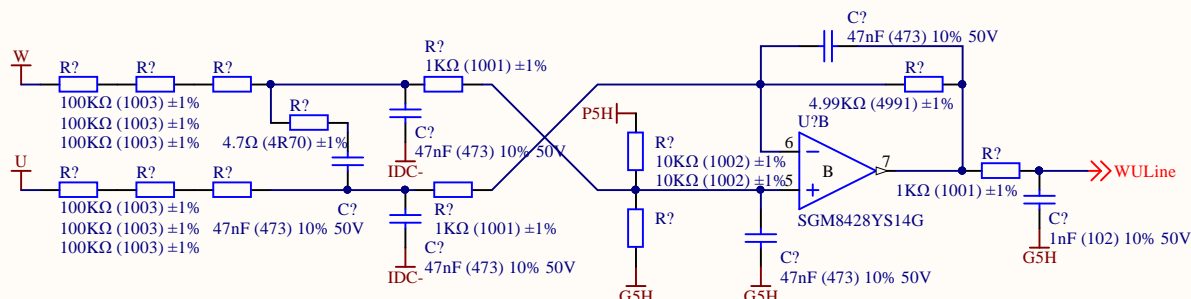 C?
47nF (473) 10% 50V
W
R?
R?
R?
R?
1KΩ (1001) ±1%
R?
100KΩ (1003) ±1%
100KΩ (1003) ±1%
100KΩ (1003) ±1%
R?
4.7Ω (4R70) ±1%
C?
47nF (473) 10% 50V
IDC-
4.99KΩ (4991) ±1%
P5H
U?B
R?
10KΩ (1002) ±1%
10KΩ (1002) ±1%
6
5
B
7
SGM8428YS14G
R?
1KΩ (1001) ±1%
WULine
U
R?
R?
R?
100KΩ (1003) ±1%
100KΩ (1003) ±1%
100KΩ (1003) ±1%
C?
47nF (473) 10% 50V
R?
1KΩ (1001) ±1%
C?
47nF (473) 10% 50V
IDC-
R?
G5H
C?
47nF (473) 10% 50V
G5H
C?
1nF (102) 10% 50V
G5H